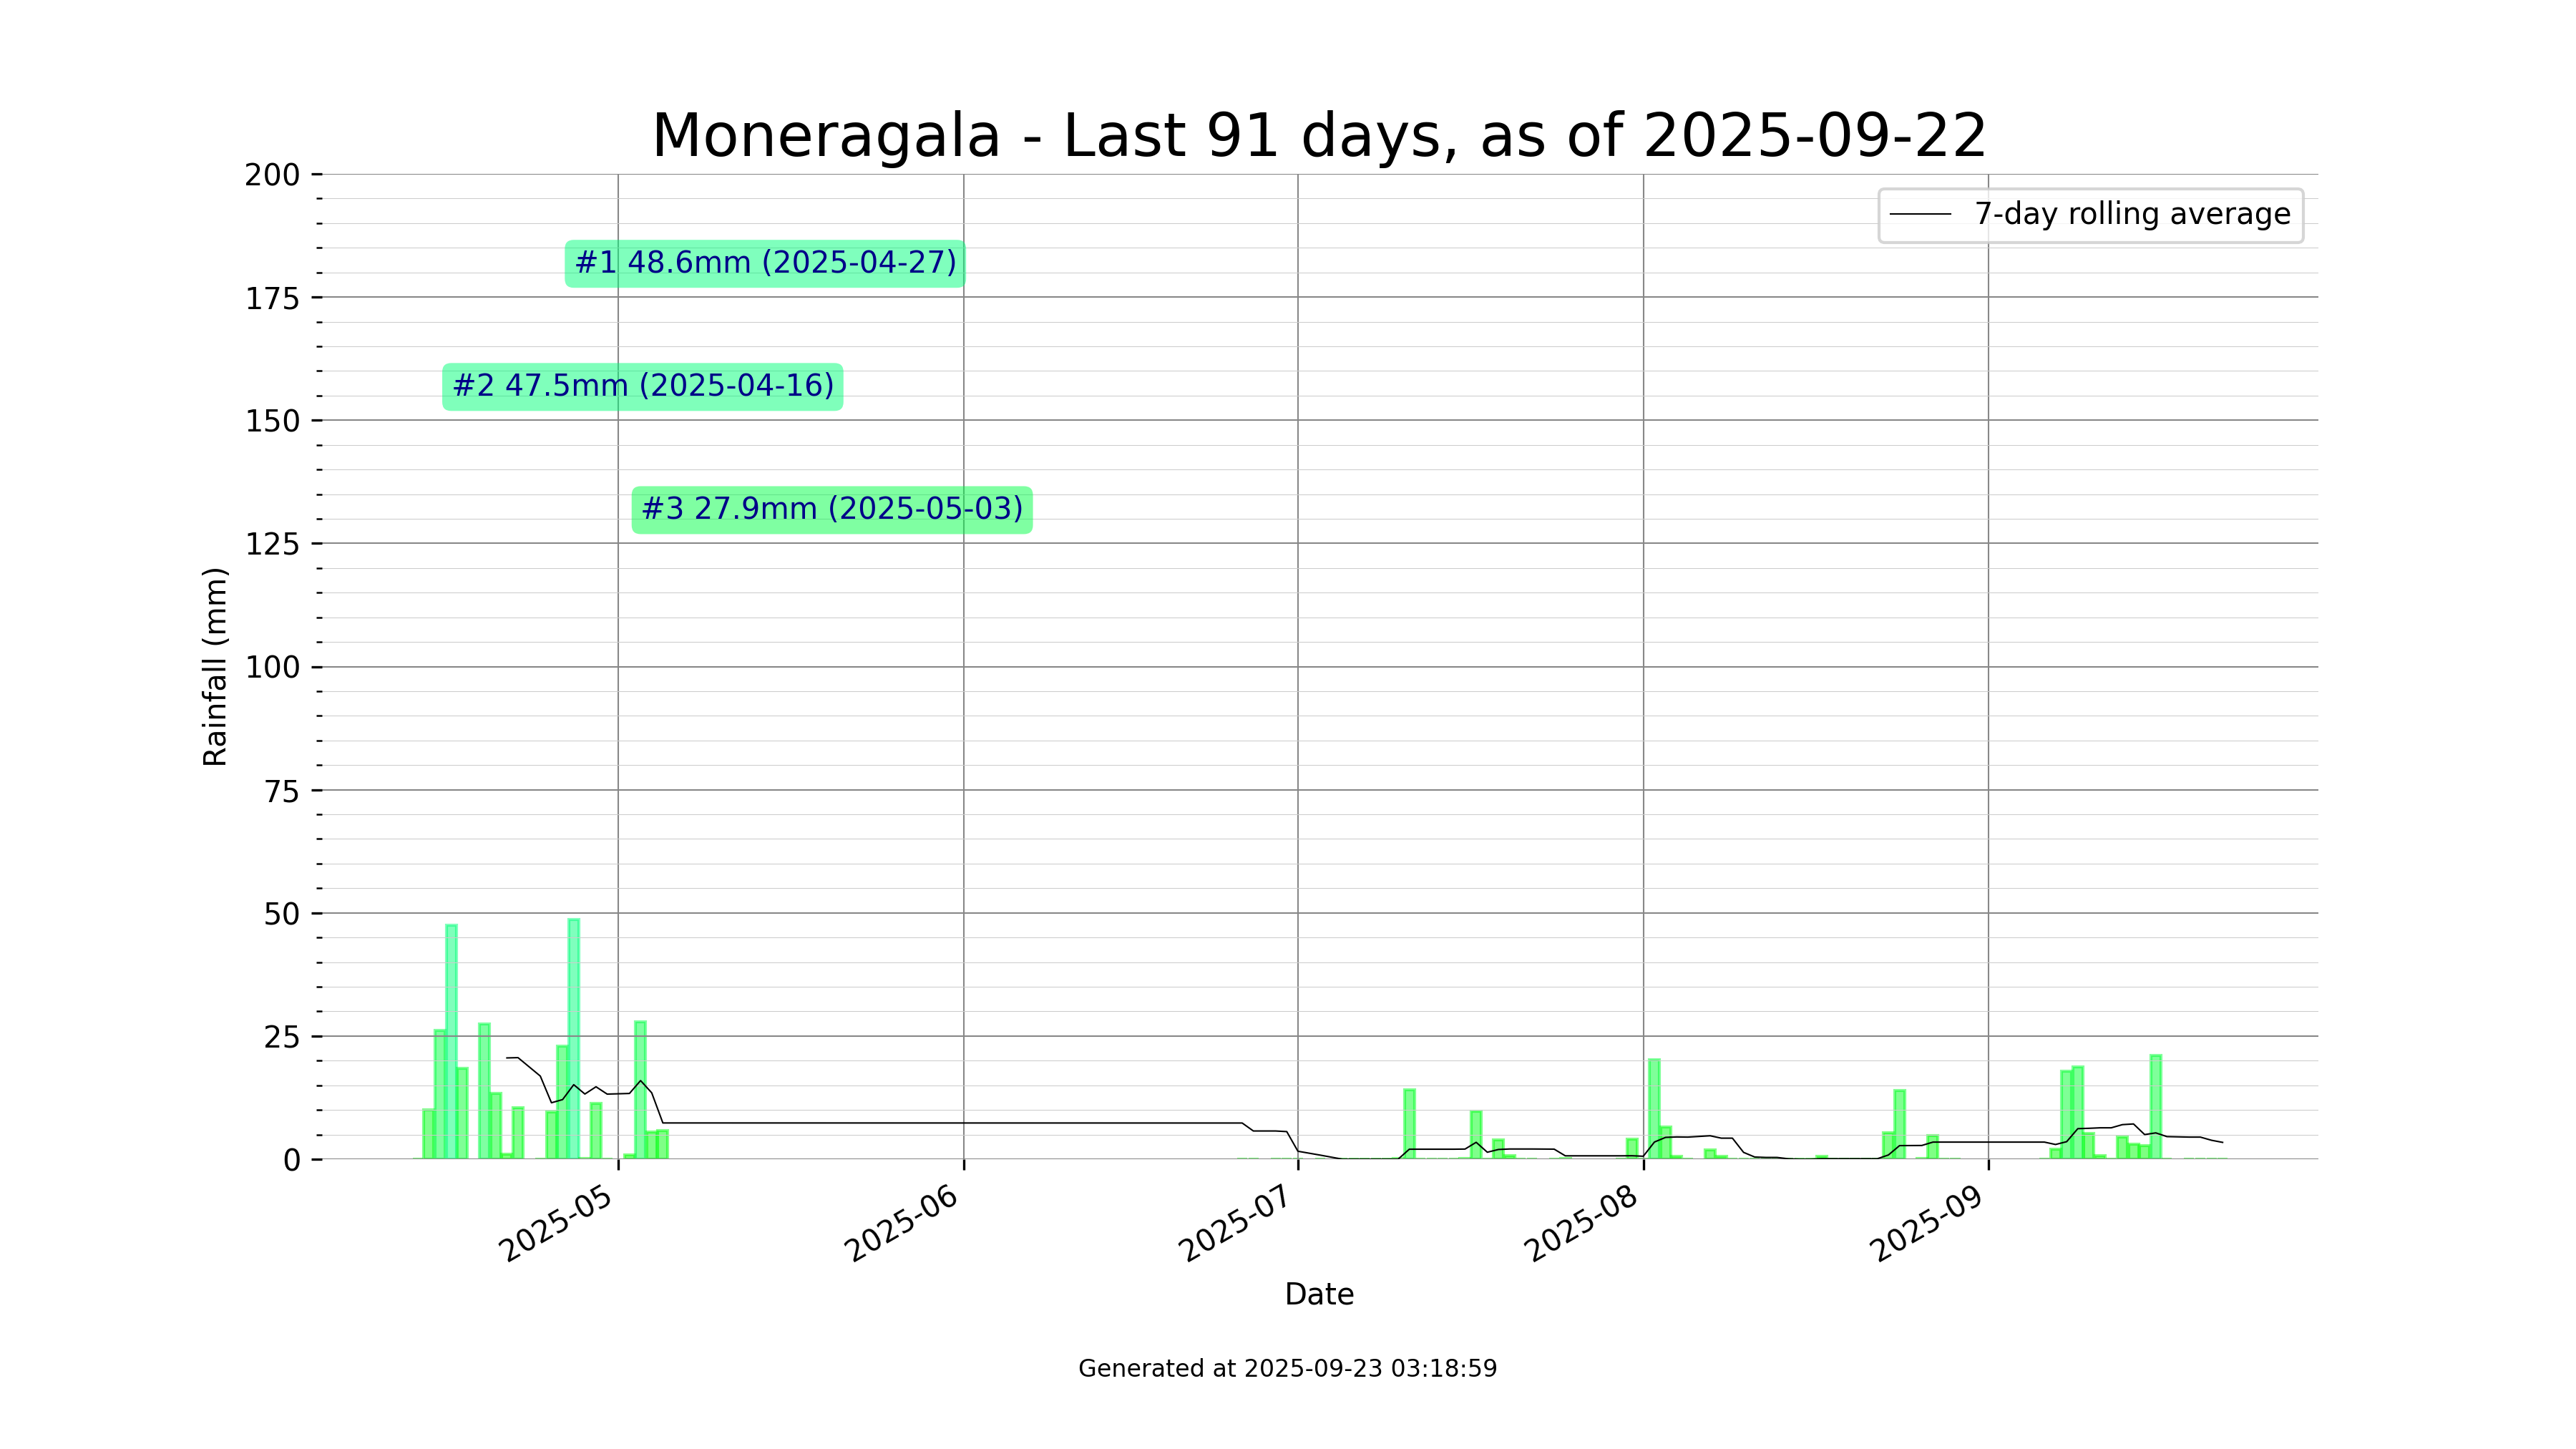 Moneragala - Last 91 days, as of 2025-09-22
7-day rolling average
#1 48.6mm (2025-04-27)
#2 47.5mm (2025-04-16)
#3 27.9mm (2025-05-03)
Rainfall (mm)
200
175
150
125
100
75
50
25
0
2025-05
2025-06
2025-07
2025-08
2025-09
Date
Generated at 2025-09-23 03:18:59